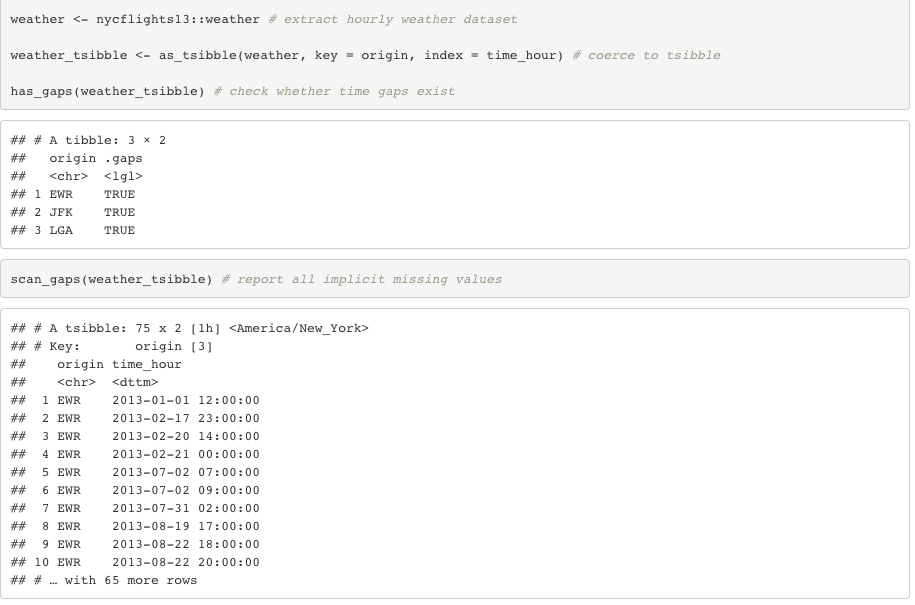 weather <- nycflights13::weather # extract hourly weather dataset
weather_tsibble <- as_tsibble(weather, key = origin, index = time_hour) # coerce to tsibble
has_gaps(weather_tsibble) # check whether time gaps exist
## # A tibble: 3 × 2
##   origin .gaps
##   <chr>  <lgl>
## 1 EWR    TRUE
## 2 JFK    TRUE
## 3 LGA    TRUE
scan_gaps(weather_tsibble) # report all implicit missing values
## # A tsibble: 75 x 2 [1h] <America/New_York>
## # Key:       origin [3]
##    origin time_hour
##    <chr>  <dttm>
##  1 EWR    2013-01-01 12:00:00
##  2 EWR    2013-02-17 23:00:00
##  3 EWR    2013-02-20 14:00:00
##  4 EWR    2013-02-21 00:00:00
##  5 EWR    2013-07-02 07:00:00
##  6 EWR    2013-07-02 09:00:00
##  7 EWR    2013-07-31 02:00:00
##  8 EWR    2013-08-19 17:00:00
##  9 EWR    2013-08-22 18:00:00
## 10 EWR    2013-08-22 20:00:00
## # … with 65 more rows